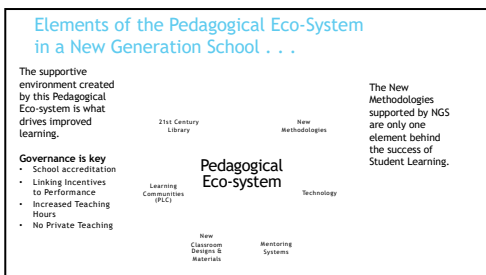 Elements of the Pedagogical Eco-System
in a New Generation School . . .
The supportive
environment created
by this Pedagogical
Eco-system is what
drives improved
learning.
Governance is key
• School accreditation
• Linking Incentives
to Performance
• Increased Teaching
Hours
• No Private Teaching
21st Century
Library
New
Methodologies
Pedagogical
Eco-system
Learning
Communities
(PLC)
Technology
New
Classroom
Designs &
Materials
Mentoring
Systems
The New
Methodologies
supported by NGS
are only one
element behind
the success of
Student Learning.